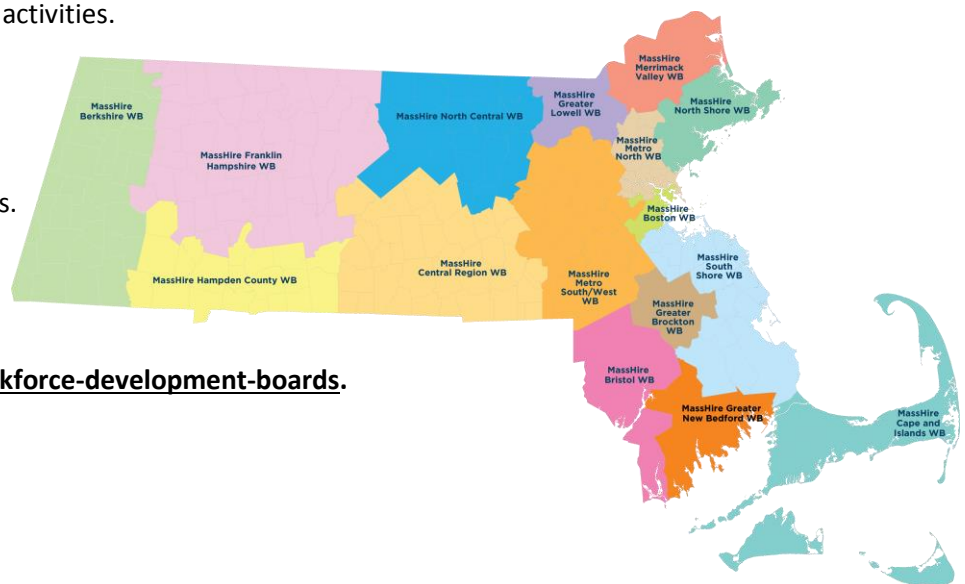 activities.
MassHire
Merrimack
Valley WB
MassHire
Berkshire WB
MassHire
Greater
Lowell WB
MassHire
North Shore WB
MassHire North Central WB
MassHire
Metro
North WB
MassHire Franklin
Hampshire WB
s.
MassHire
Boston WB
MassHire
South
Shore WB
MassHire
Central Region WB
MassHire Hampden County WB
MassHire
Metro
South/West
WB
MassHire
Greater
Brockton
WB
kforce-development-boards.
MassHire
Bristol WB
MassHire Greater
New Bedford WB
MassHire
Cape and
Islands WB